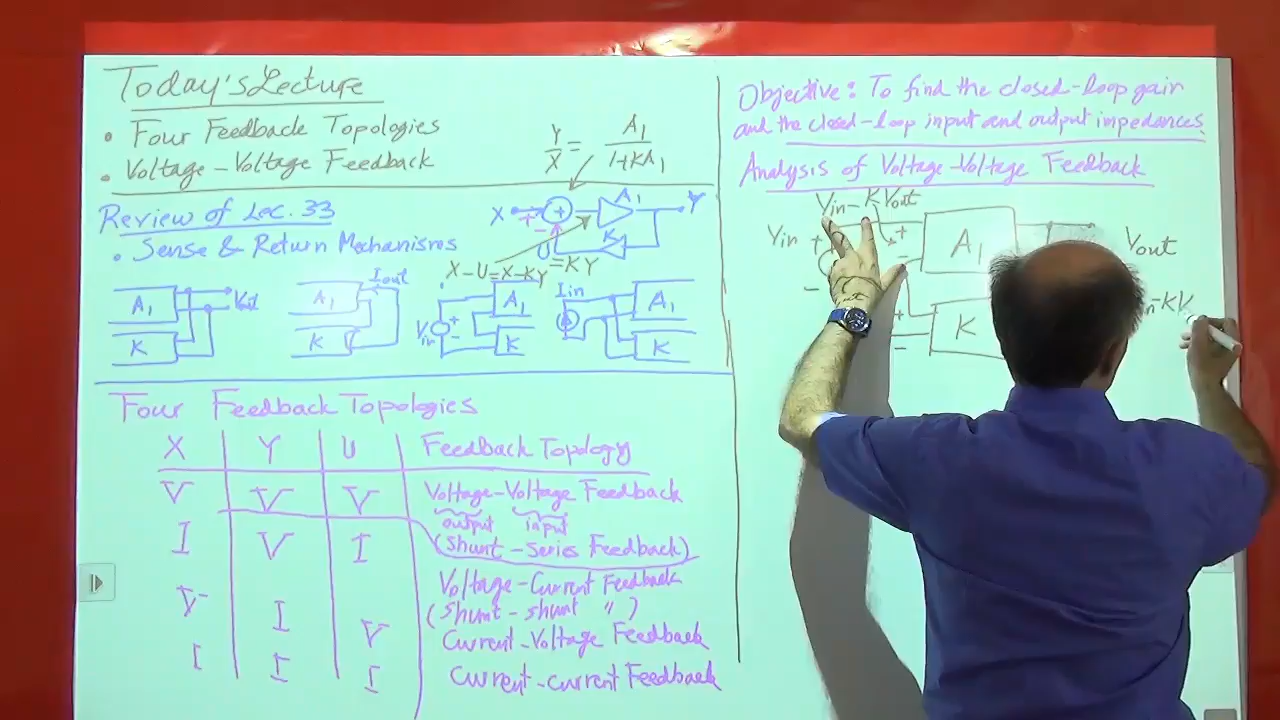 Today's Lecture
• Four Feedback Topologies
• Voltage-Voltage Feedback
Y/X = A1/(1+KA1)
Review of Lec. 33
• Sense & Return Mechanisms
X + + A1 Y
- U K
X-U=X-KY =KY
A1 K Vout
A1 K Iout
Vin + - A1 K
Iin A1 K
Four Feedback Topologies
X Y U Feedback Topology
V V V Voltage-Voltage Feedback
output input
(Shunt-Series Feedback)
I V I Voltage-Current Feedback
(Shunt-shunt ")
V I V Current-Voltage Feedback
I I I Current-current Feedback
Objective: To find the closed-loop gain
and the closed-loop input and output impedances.
Analysis of Voltage-Voltage Feedback
Vin-KVout
Vin + - + - A1 Vout
+ - K
n-KV